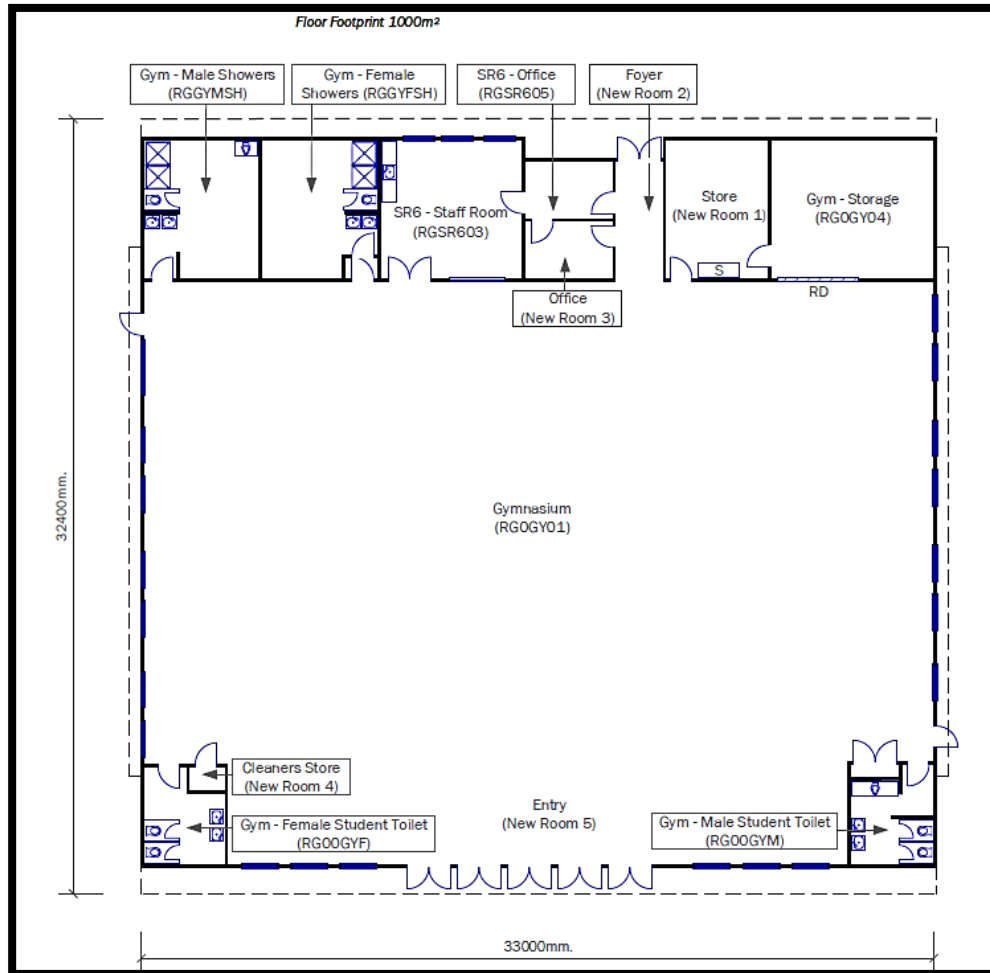 Floor Footprint 1000m²
Gym - Male Showers
(RGGYMSH)
Gym - Female
Showers (RGGYFSH)
SR6 - Office
(RGSR605)
Foyer
(New Room 2)
SR6 - Staff Room
(RGSR603)
Store
(New Room 1)
Gym - Storage
(RG0GY04)
S
RD
Office
(New Room 3)
32400mm.
Gymnasium
(RG0GY01)
Cleaners Store
(New Room 4)
Gym - Female Student Toilet
(RG00GYF)
Entry
(New Room 5)
Gym - Male Student Toilet
(RG00GYM)
33000mm.